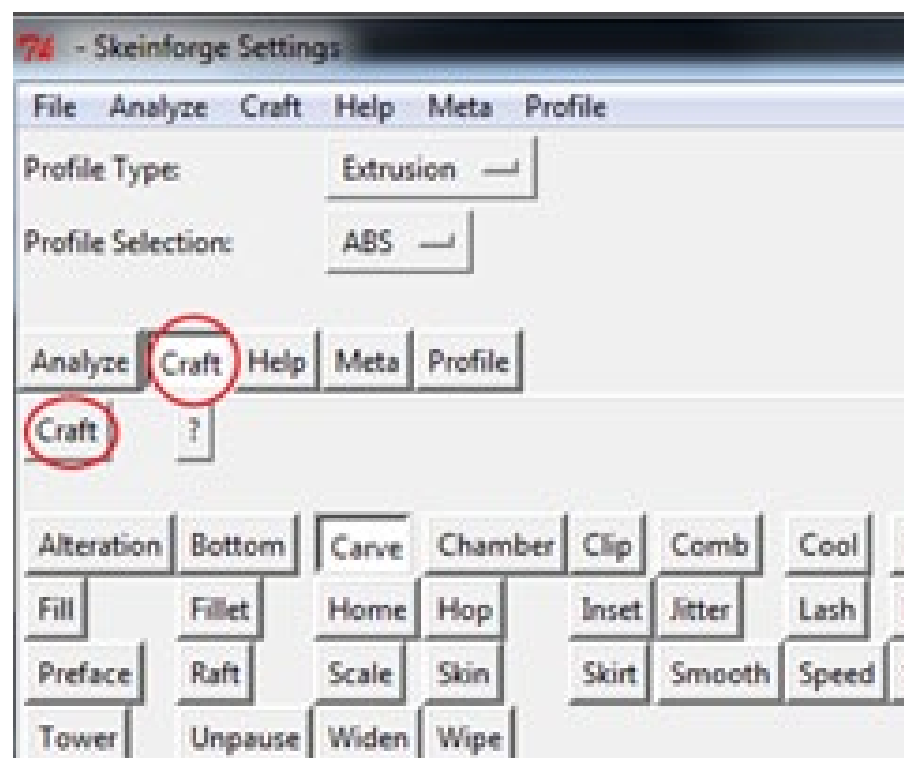 - Skeinforge Settings
File Analyze Craft Help Meta Profile
Profile Type: Extrusion
Profile Selection: ABS
Analyze Craft Help Meta Profile
Craft ?
Alteration Bottom Carve Chamber Clip Comb Cool
Fill Fillet Home Hop Inset Jitter Lash
Preface Raft Scale Skin Skirt Smooth Speed
Tower Unpause Widen Wipe